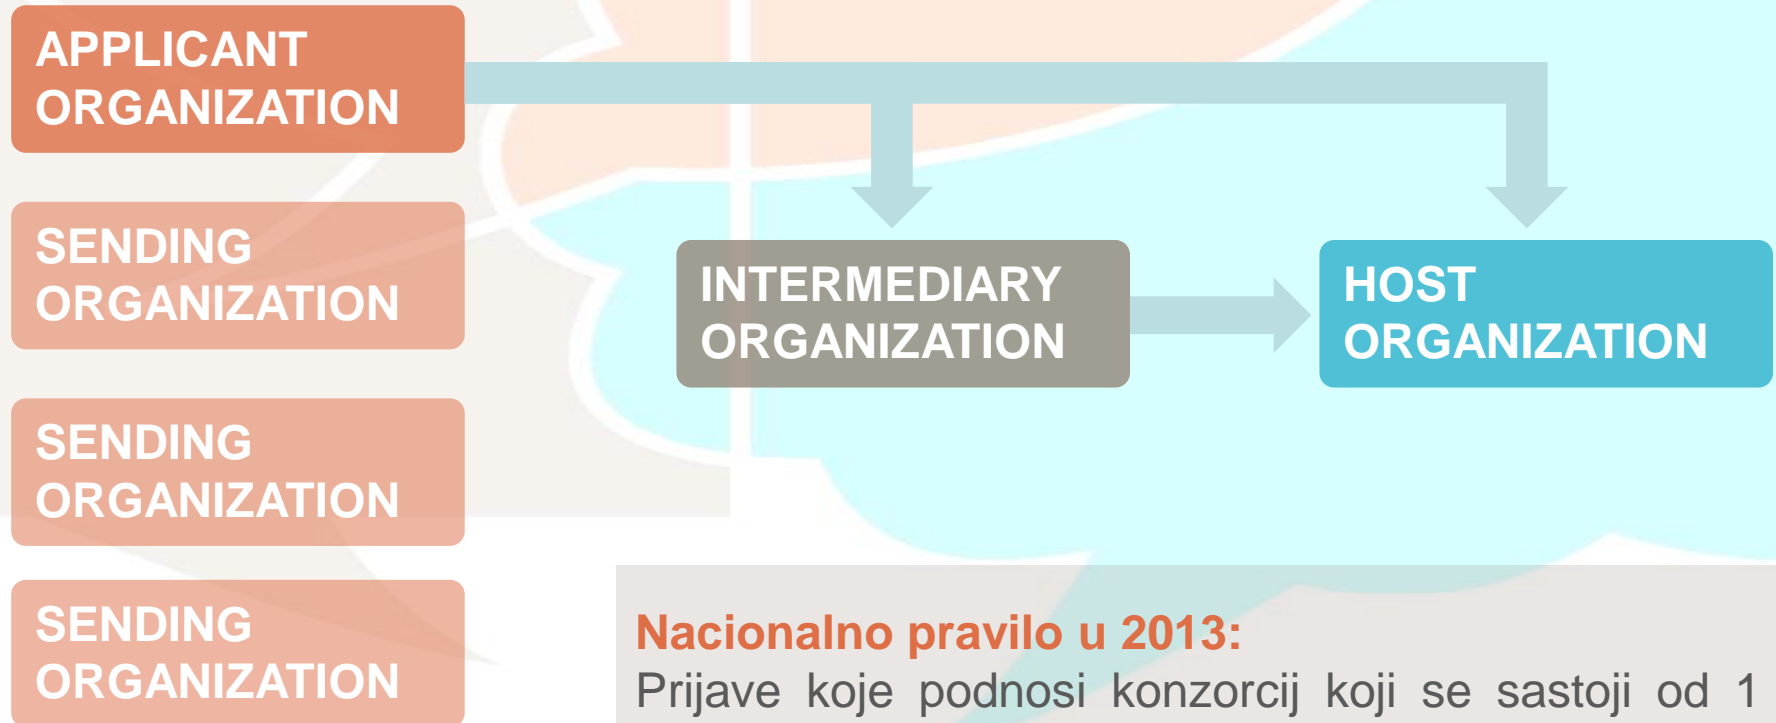 APPLICANT
ORGANIZATION
SENDING
ORGANIZATION
INTERMEDIARY
ORGANIZATION
HOST
ORGANIZATION
SENDING
ORGANIZATION
SENDING
ORGANIZATION
Nacionalno pravilo u 2013:
Prijave koje podnosi konzorcij koji se sastoji od 1